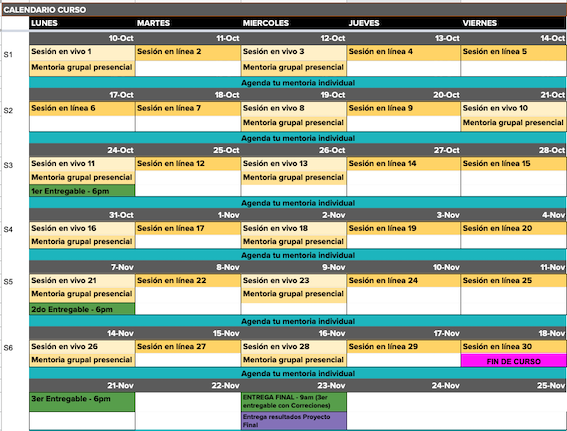 CALENDARIO CURSO
LUNES MARTES MIERCOLES JUEVES VIERNES
10-Oct 11-Oct 12-Oct 13-Oct 14-Oct
S1 Sesión en vivo 1 Sesión en línea 2 Sesión en vivo 3 Sesión en línea 4 Sesión en línea 5
Mentoria grupal presencial Mentoria grupal presencial
Agenda tu mentoria individual
17-Oct 18-Oct 19-Oct 20-Oct 21-Oct
S2 Sesión en línea 6 Sesión en línea 7 Sesión en vivo 8 Sesión en línea 9 Sesión en vivo 10
Mentoria grupal presencial Mentoria grupal presencial
Agenda tu mentoria individual
24-Oct 25-Oct 26-Oct 27-Oct 28-Oct
S3 Sesión en vivo 11 Sesión en línea 12 Sesión en vivo 13 Sesión en línea 14 Sesión en línea 15
Mentoria grupal presencial Mentoria grupal presencial
1er Entregable - 6pm
Agenda tu mentoria individual
31-Oct 1-Nov 2-Nov 3-Nov 4-Nov
S4 Sesión en vivo 16 Sesión en línea 17 Sesión en vivo 18 Sesión en línea 19 Sesión en línea 20
Mentoria grupal presencial Mentoria grupal presencial
Agenda tu mentoria individual
7-Nov 8-Nov 9-Nov 10-Nov 11-Nov
S5 Sesión en vivo 21 Sesión en línea 22 Sesión en vivo 23 Sesión en línea 24 Sesión en línea 25
Mentoria grupal presencial Mentoria grupal presencial
2do Entregable - 6pm
Agenda tu mentoria individual
14-Nov 15-Nov 16-Nov 17-Nov 18-Nov
S6 Sesión en vivo 26 Sesión en línea 27 Sesión en vivo 28 Sesión en línea 29 Sesión en línea 30
Mentoria grupal presencial Mentoria grupal presencial FIN DE CURSO
Agenda tu mentoria individual
21-Nov 22-Nov 23-Nov 24-Nov 25-Nov
3er Entregable - 6pm ENTREGA FINAL - 9am (3er
entregable con Correciones)
Entrega resultados Proyecto
Final